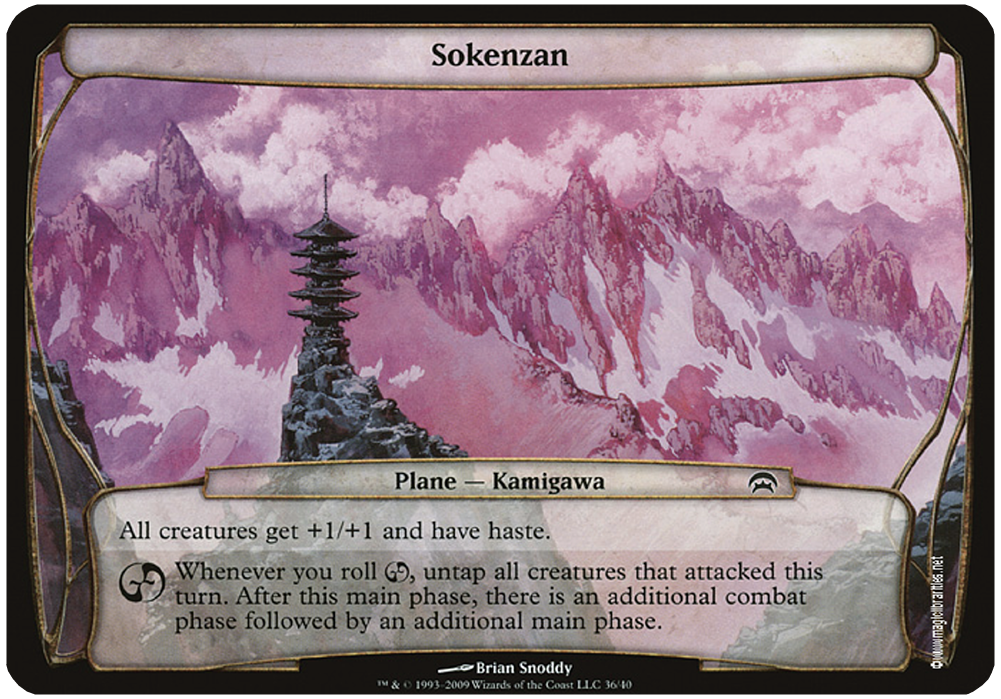 Sokenzan
Plane — Kamigawa
All creatures get +1/+1 and have haste.
Whenever you roll , untap all creatures that attacked this
turn. After this main phase, there is an additional combat
phase followed by an additional main phase.
Brian Snoddy
™ & © 1993-2009 Wizards of the Coast LLC 36/40
© www.magiclibrarities.net